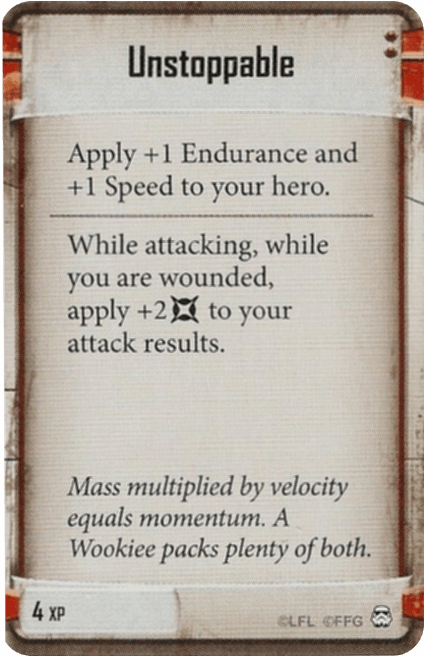 Unstoppable
Apply +1 Endurance and
+1 Speed to your hero.
While attacking, while
you are wounded,
apply +2 to your
attack results.
Mass multiplied by velocity
equals momentum. A
Wookiee packs plenty of both.
4 XP
©LFL ©FFG